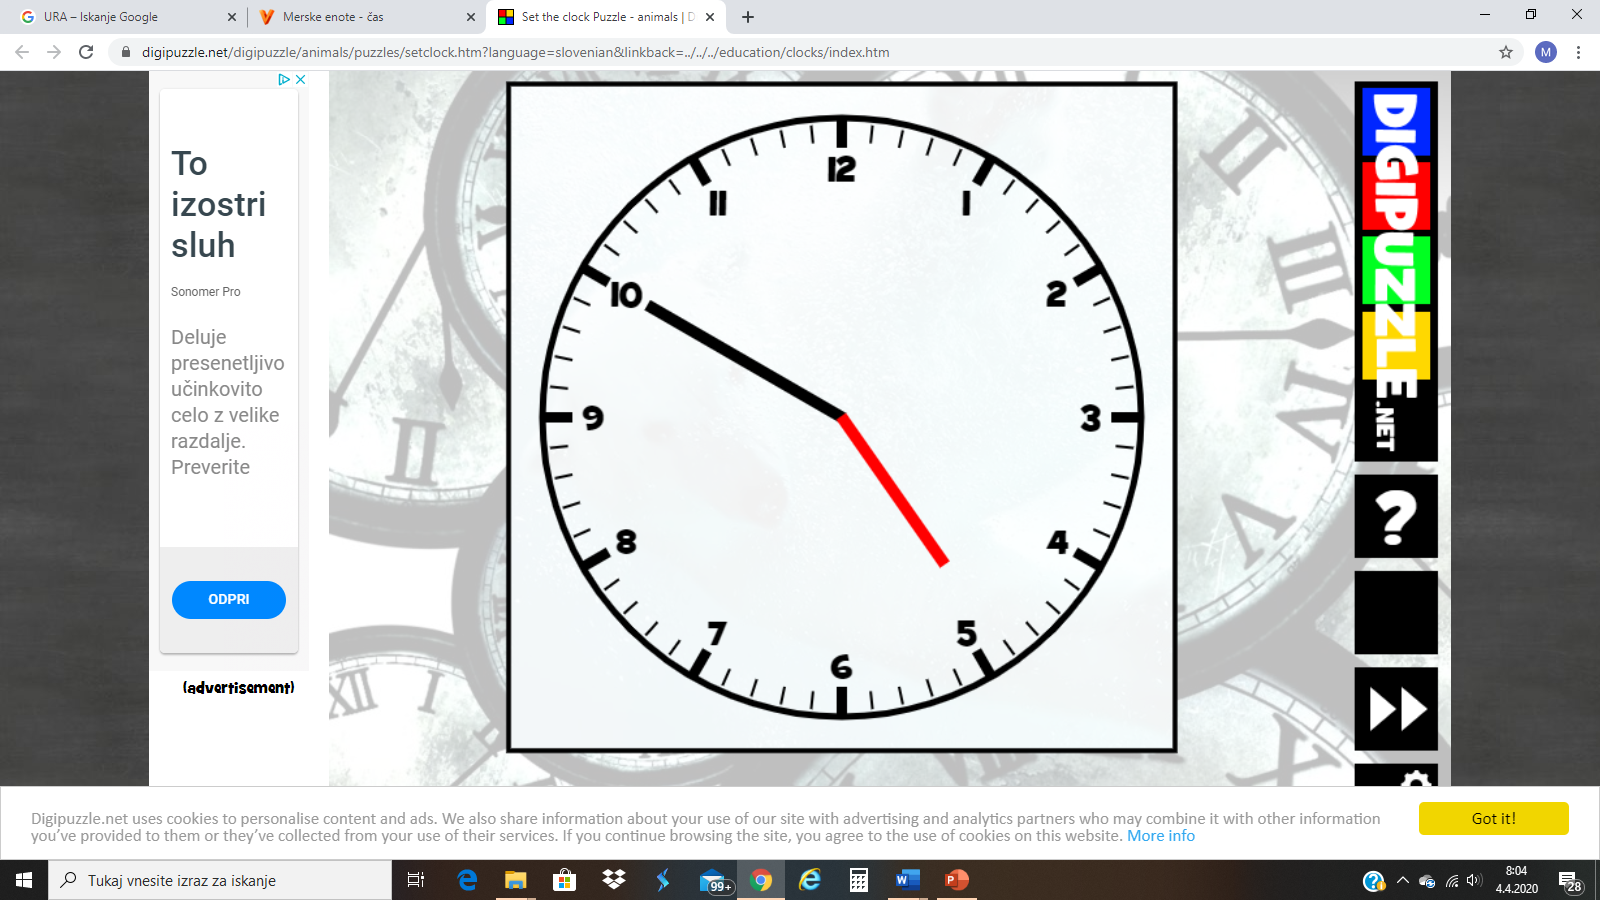 URA – Iskanje Google
Merske enote - čas
Set the clock Puzzle - animals | D
digipuzzle.net/digipuzzle/animals/puzzles/setclock.htm?language=slovenian&linkback=../../../education/clocks/index.htm
M
To
izostri
sluh
Sonomer Pro
Deluje
presenetljivo
učinkovito
celo z velike
razdalje.
Preverite
ODPRI
(advertisement)
12
11
1
10
2
9
3
8
4
7
5
6
DIGIPUZZLE.NET
?
II
III
IV
V
XII
I
X
Digipuzzle.net uses cookies to personalise content and ads. We also share information about your use of our site with advertising and analytics partners who may combine it with other information
you've provided to them or they've collected from your use of their services. If you continue browsing the site, you agree to the use of cookies on this website. More info
Got it!
Tukaj vnesite izraz za iskanje
99+
8:04
4.4.2020
28